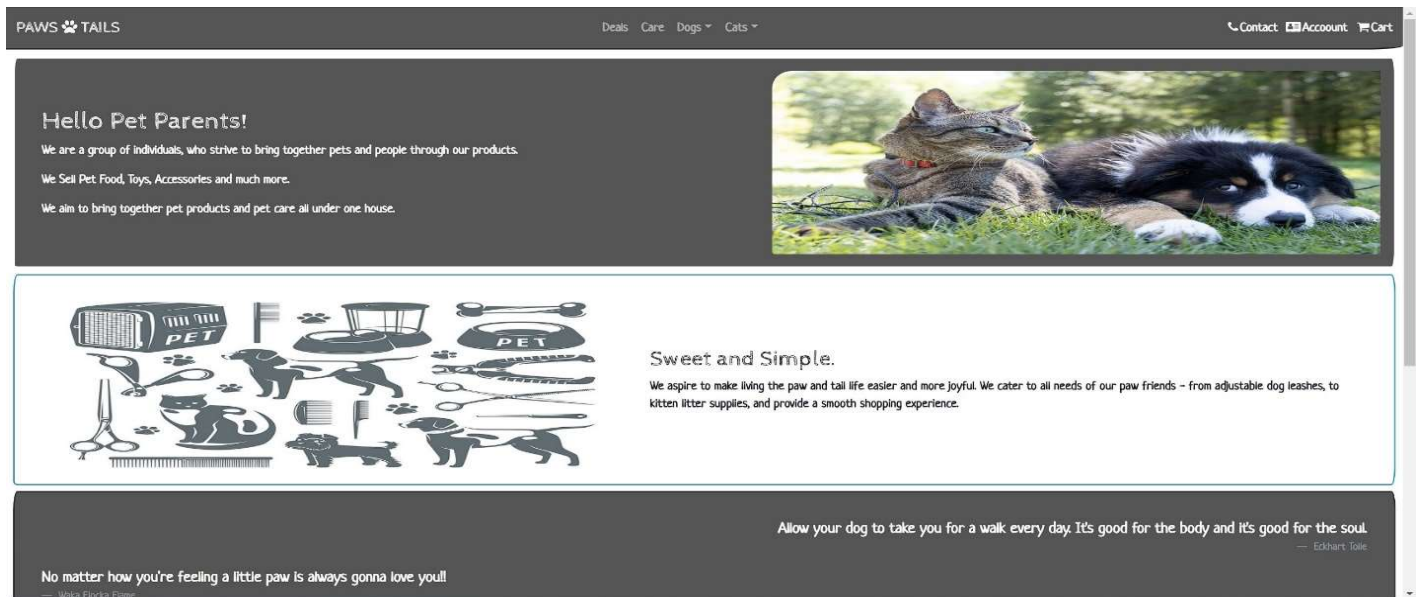 PAWS TAILS
Deals Care Dogs Cats
Contact Accoount Cart
Hello Pet Parents!
We are a group of individuals, who strive to bring together pets and people through our products.
We Sell Pet Food, Toys, Accessories and much more.
We aim to bring together pet products and pet care all under one house.
PET
PET
Sweet and Simple.
We aspire to make living the paw and tail life easier and more joyful. We cater to all needs of our paw friends - from adjustable dog leashes, to
kitten litter supplies, and provide a smooth shopping experience.
Allow your dog to take you for a walk every day. It's good for the body and it's good for the soul.
— Eckhart Tolle
No matter how you're feeling a little paw is always gonna love you!!
— Waka Flocka Flame